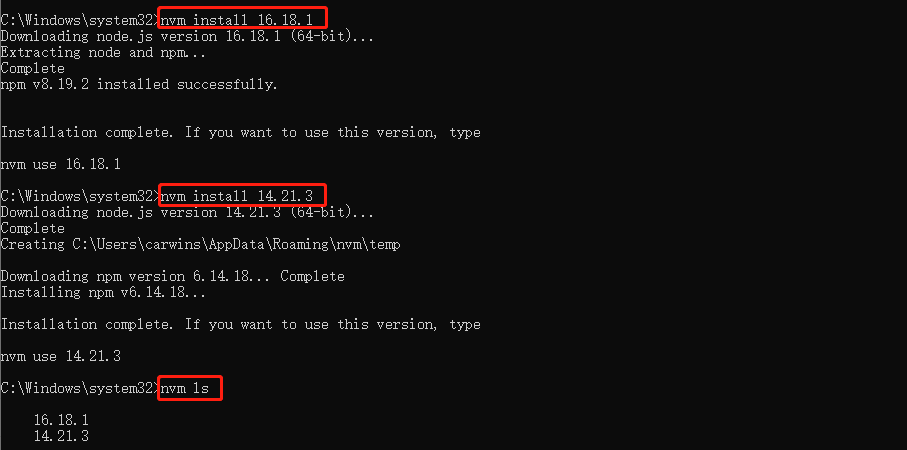 C:\Windows\system32>nvm install 16.18.1
Downloading node.js version 16.18.1 (64-bit)...
Extracting node and npm...
Complete
npm v8.19.2 installed successfully.
Installation complete. If you want to use this version, type
nvm use 16.18.1
C:\Windows\system32>nvm install 14.21.3
Downloading node.js version 14.21.3 (64-bit)...
Complete
Creating C:\Users\carwins\AppData\Roaming\nvm\temp
Downloading npm version 6.14.18... Complete
Installing npm v6.14.18...
Installation complete. If you want to use this version, type
nvm use 14.21.3
C:\Windows\system32>nvm ls
16.18.1
14.21.3